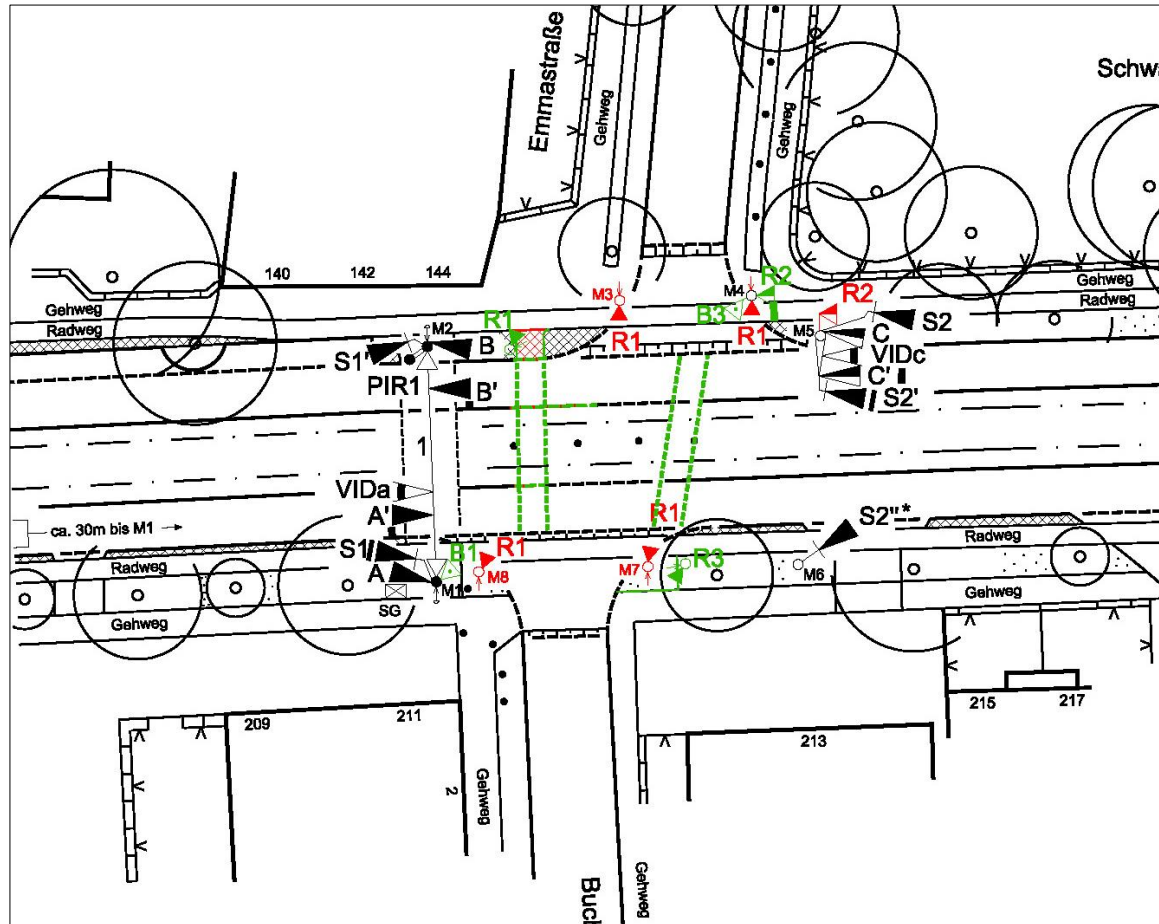 Emmastraße
Gehweg
Gehweg
Schwa
140
142
144
Gehweg
Radweg
M2
S1'
B
PIR1
B'
R1
M3
R1
M4
R2
B3
R1
R2
M5
S2
C
VIDc
C'
S2'
Gehweg
Radweg
1
VIDa
A'
ca. 30m bis M1
S1
A
B1
M1
SG
R1
M8
R1
M7
R3
S2''*
M6
Radweg
Gehweg
Radweg
Gehweg
209
211
2
Gehweg
213
215
217
Gehweg
Buch